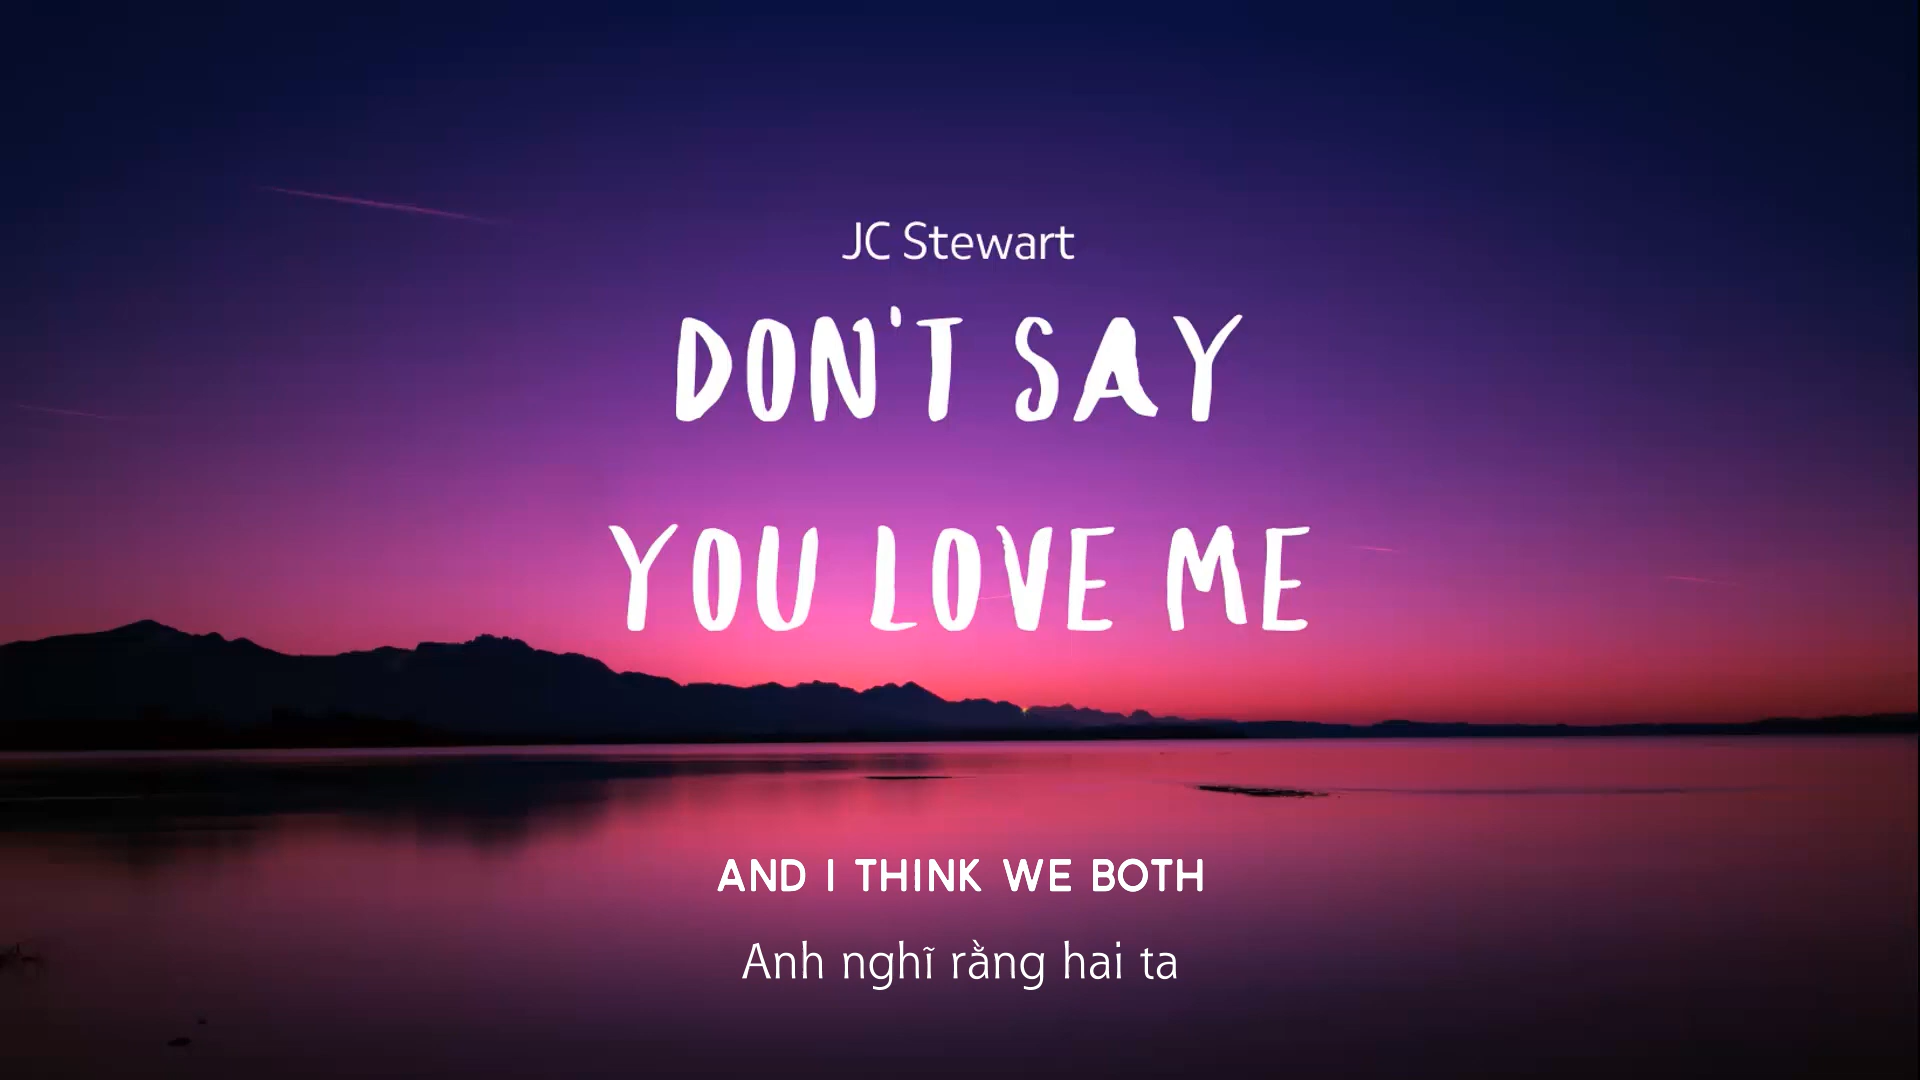 JC Stewart
DON'T SAY
YOU LOVE ME
AND I THINK WE BOTH
Anh nghĩ rằng hai ta